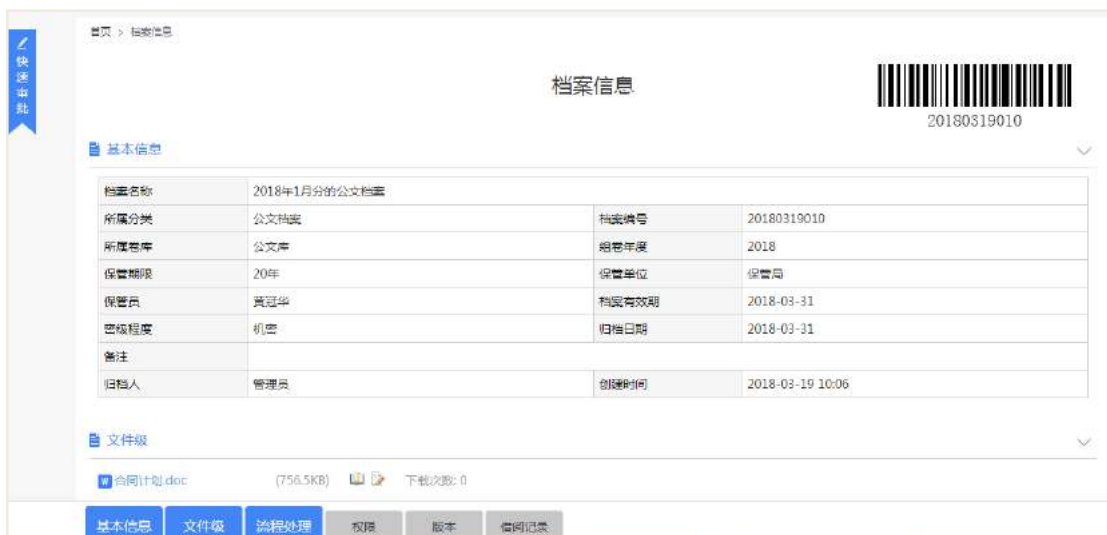 快速审批
首页 > 档案信息
档案信息
20180319010
基本信息
档案名称 2018年1月分的公文档案
所属分类 公文档案 档案编号 20180319010
所属卷库 公文库 组卷年度 2018
保管期限 20年 保管单位 保管局
保管员 黄冠华 档案有效期 2018-03-31
密级程度 机密 归档日期 2018-03-31
备注
归档人 管理员 创建时间 2018-03-19 10:06
文件级
W 合同计划.doc (756.5KB) 下载次数: 0
基本信息 文件级 流程处理 权限 版本 借阅记录